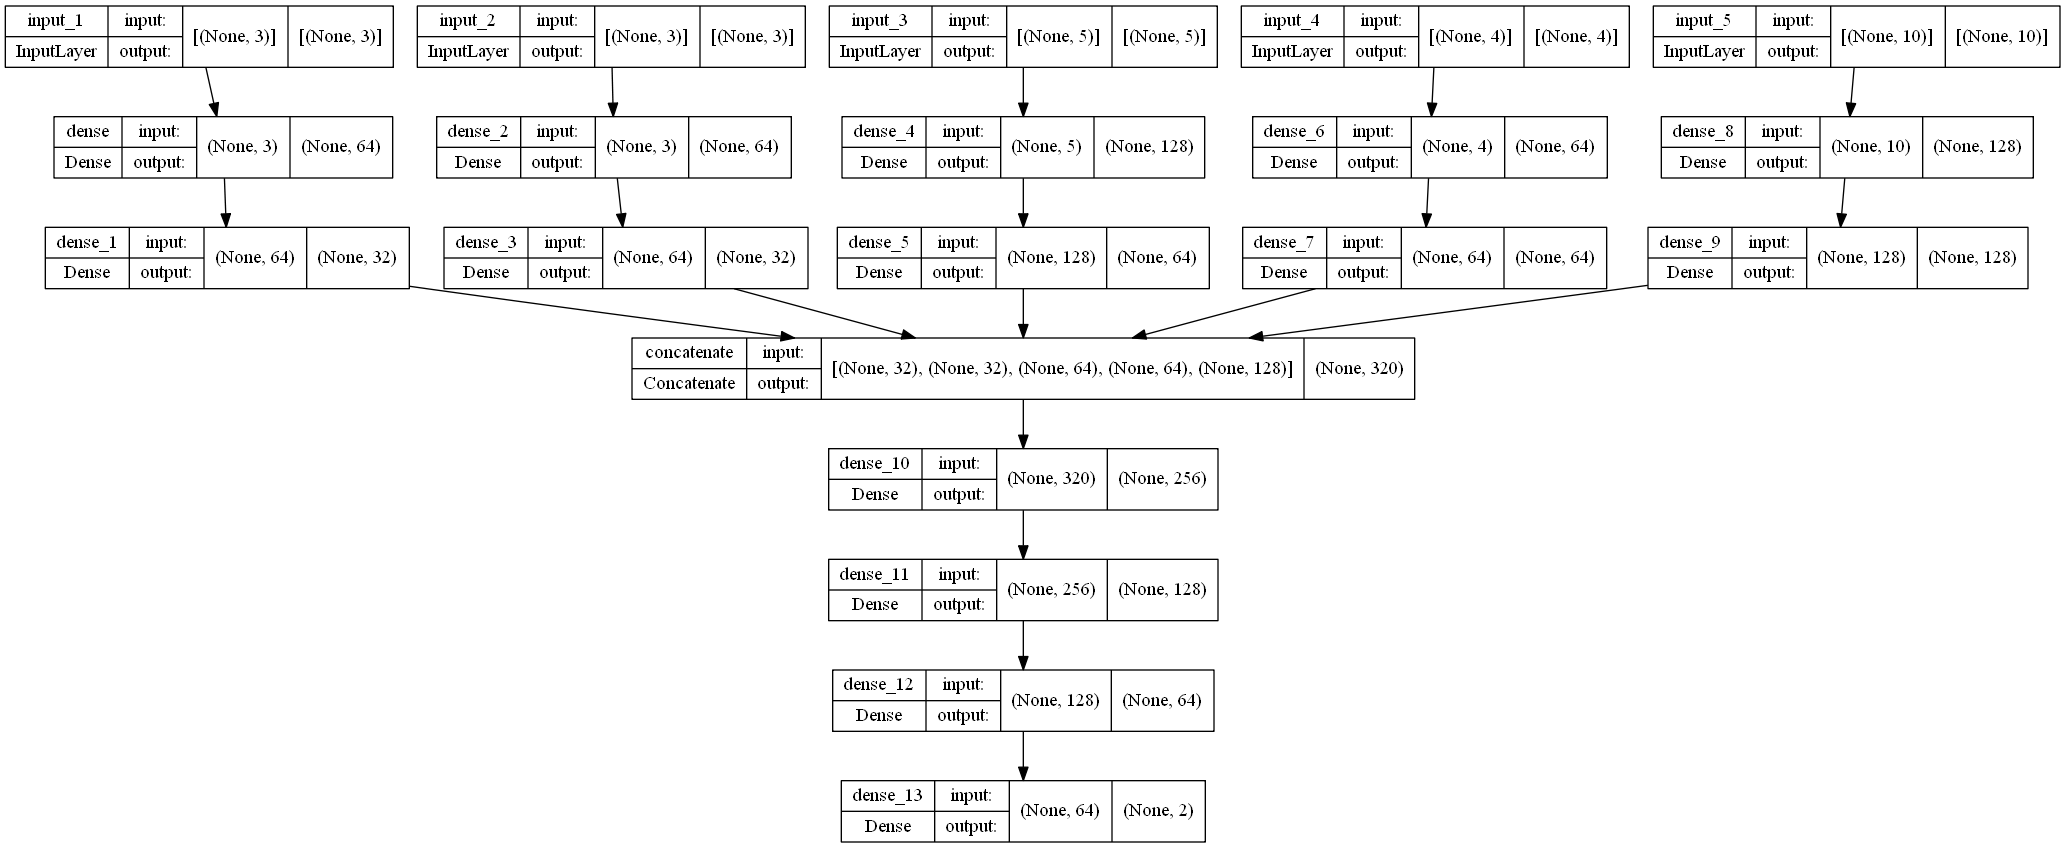 input_1 input: [(None, 3)] [(None, 3)]
InputLayer output:
input_2 input: [(None, 3)] [(None, 3)]
InputLayer output:
input_3 input: [(None, 5)] [(None, 5)]
InputLayer output:
input_4 input: [(None, 4)] [(None, 4)]
InputLayer output:
input_5 input: [(None, 10)] [(None, 10)]
InputLayer output:
dense input: (None, 3) (None, 64)
Dense output:
dense_2 input: (None, 3) (None, 64)
Dense output:
dense_4 input: (None, 5) (None, 128)
Dense output:
dense_6 input: (None, 4) (None, 64)
Dense output:
dense_8 input: (None, 10) (None, 128)
Dense output:
dense_1 input: (None, 64) (None, 32)
Dense output:
dense_3 input: (None, 64) (None, 32)
Dense output:
dense_5 input: (None, 128) (None, 64)
Dense output:
dense_7 input: (None, 64) (None, 64)
Dense output:
dense_9 input: (None, 128) (None, 128)
Dense output:
concatenate input: [(None, 32), (None, 32), (None, 64), (None, 64), (None, 128)] (None, 320)
Concatenate output:
dense_10 input: (None, 320) (None, 256)
Dense output:
dense_11 input: (None, 256) (None, 128)
Dense output:
dense_12 input: (None, 128) (None, 64)
Dense output:
dense_13 input: (None, 64) (None, 2)
Dense output: